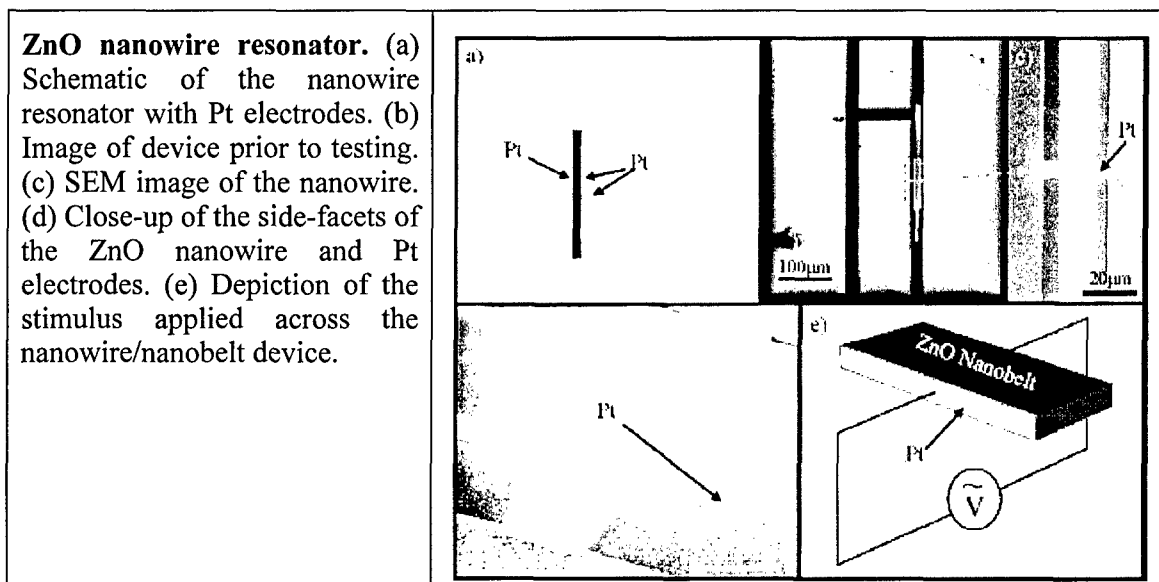 ZnO nanowire resonator. (a)
Schematic of the nanowire
resonator with Pt electrodes. (b)
Image of device prior to testing.
(c) SEM image of the nanowire.
(d) Close-up of the side-facets of
the ZnO nanowire and Pt
electrodes. (e) Depiction of the
stimulus applied across the
nanowire/nanobelt device.
a)
Pt
Pt
100µm
c)
Pt
20µm
Pt
e)
ZnO Nanobelt
Pt
Ṽ